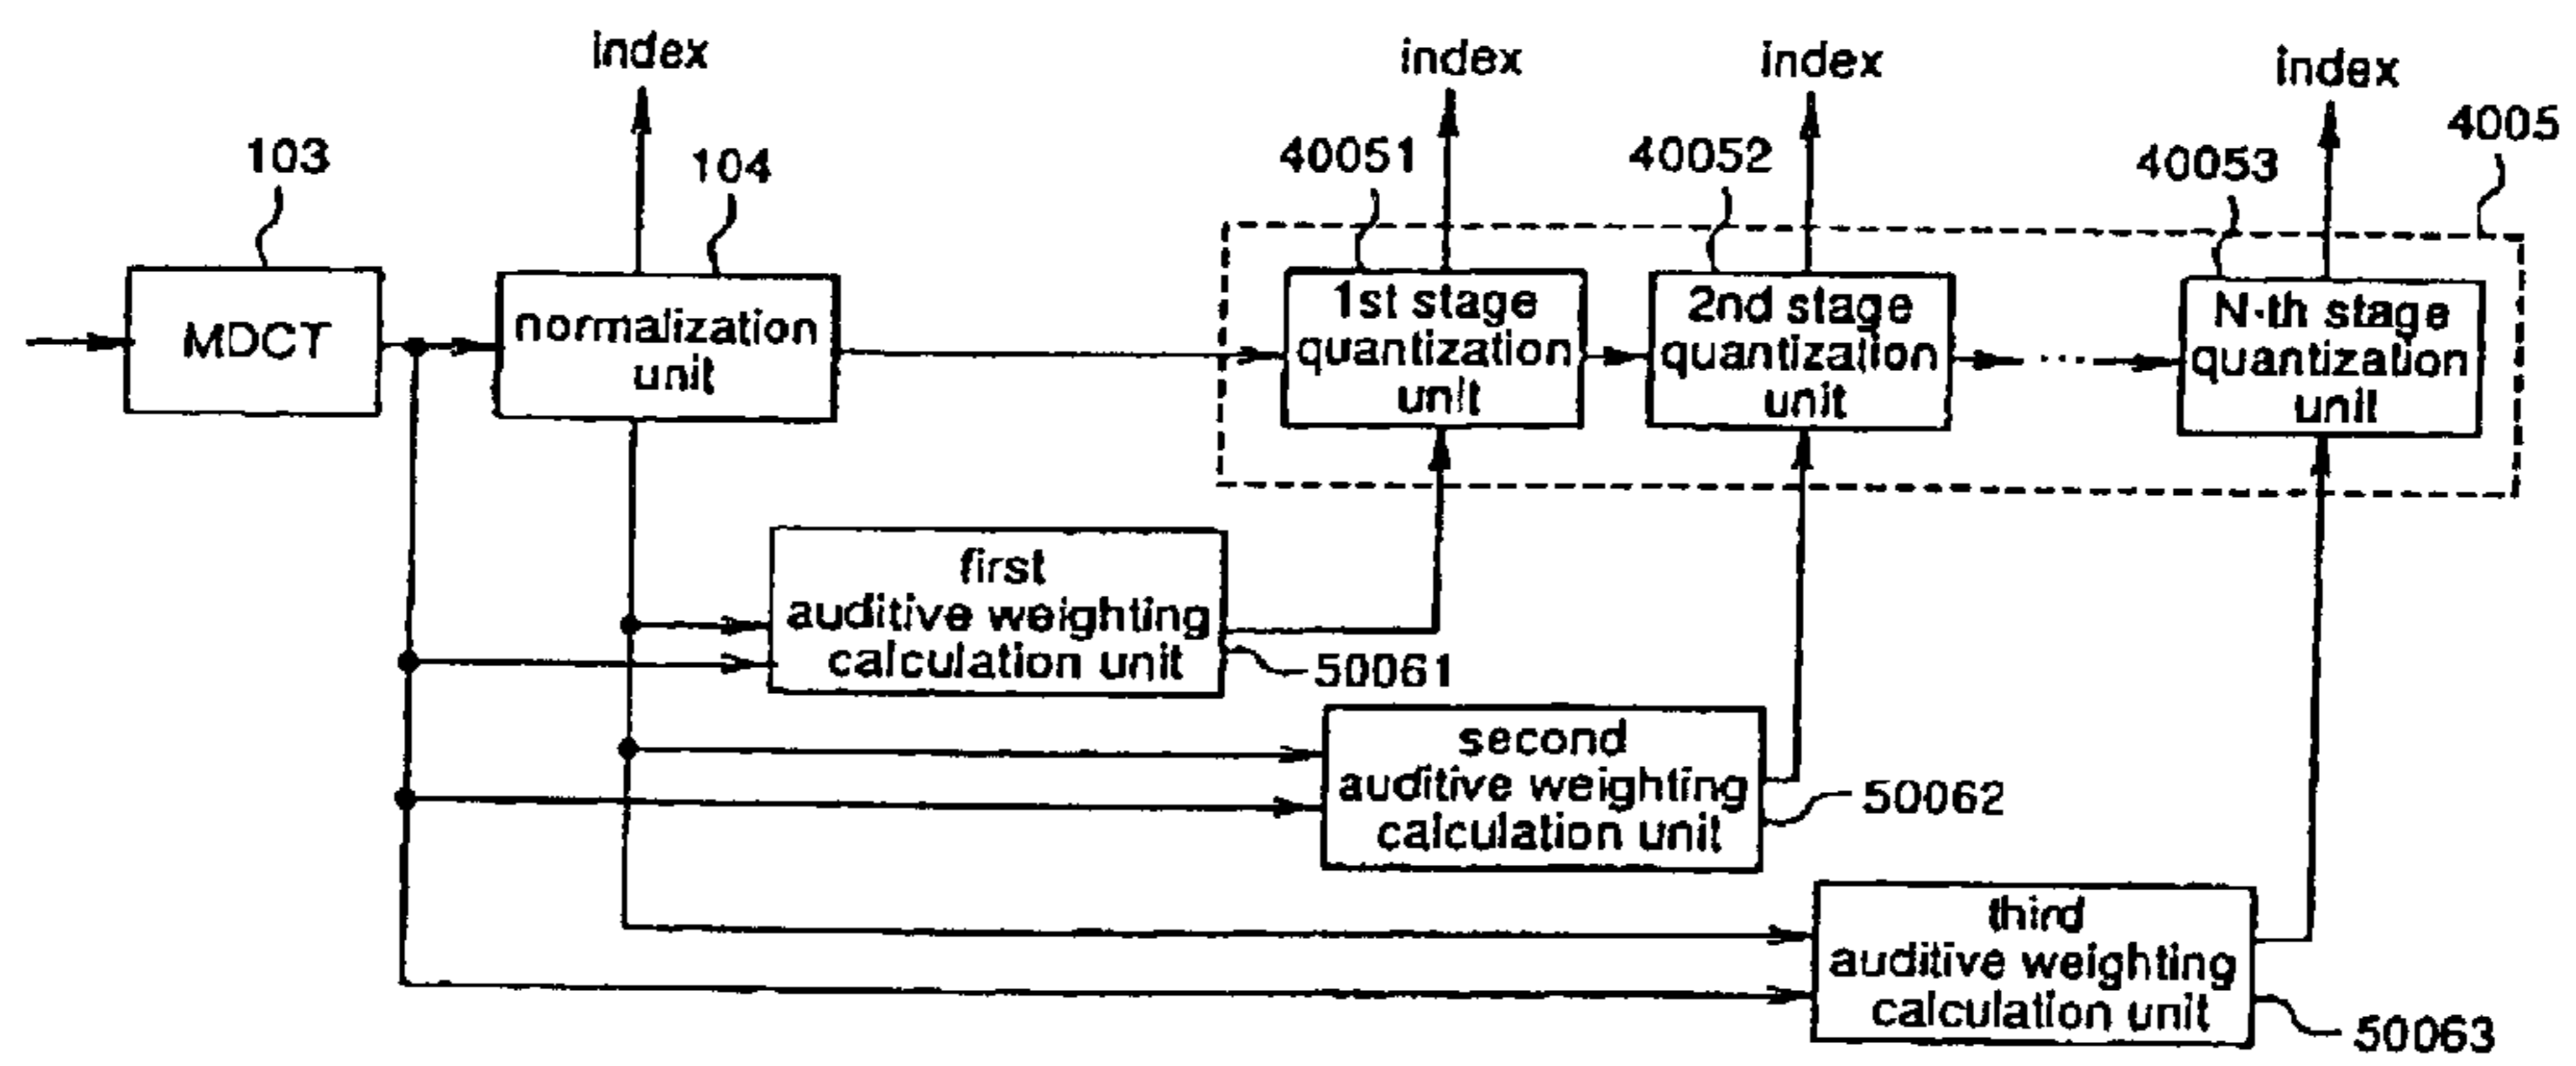 index
index
index
index
103
104
40051
40052
40053
4005
MDCT
normalization
unit
1st stage
quantization
unit
2nd stage
quantization
unit
...
N-th stage
quantization
unit
first
auditive weighting
calculation unit
50061
second
auditive weighting
calculation unit
50062
third
auditive weighting
calculation unit
50063